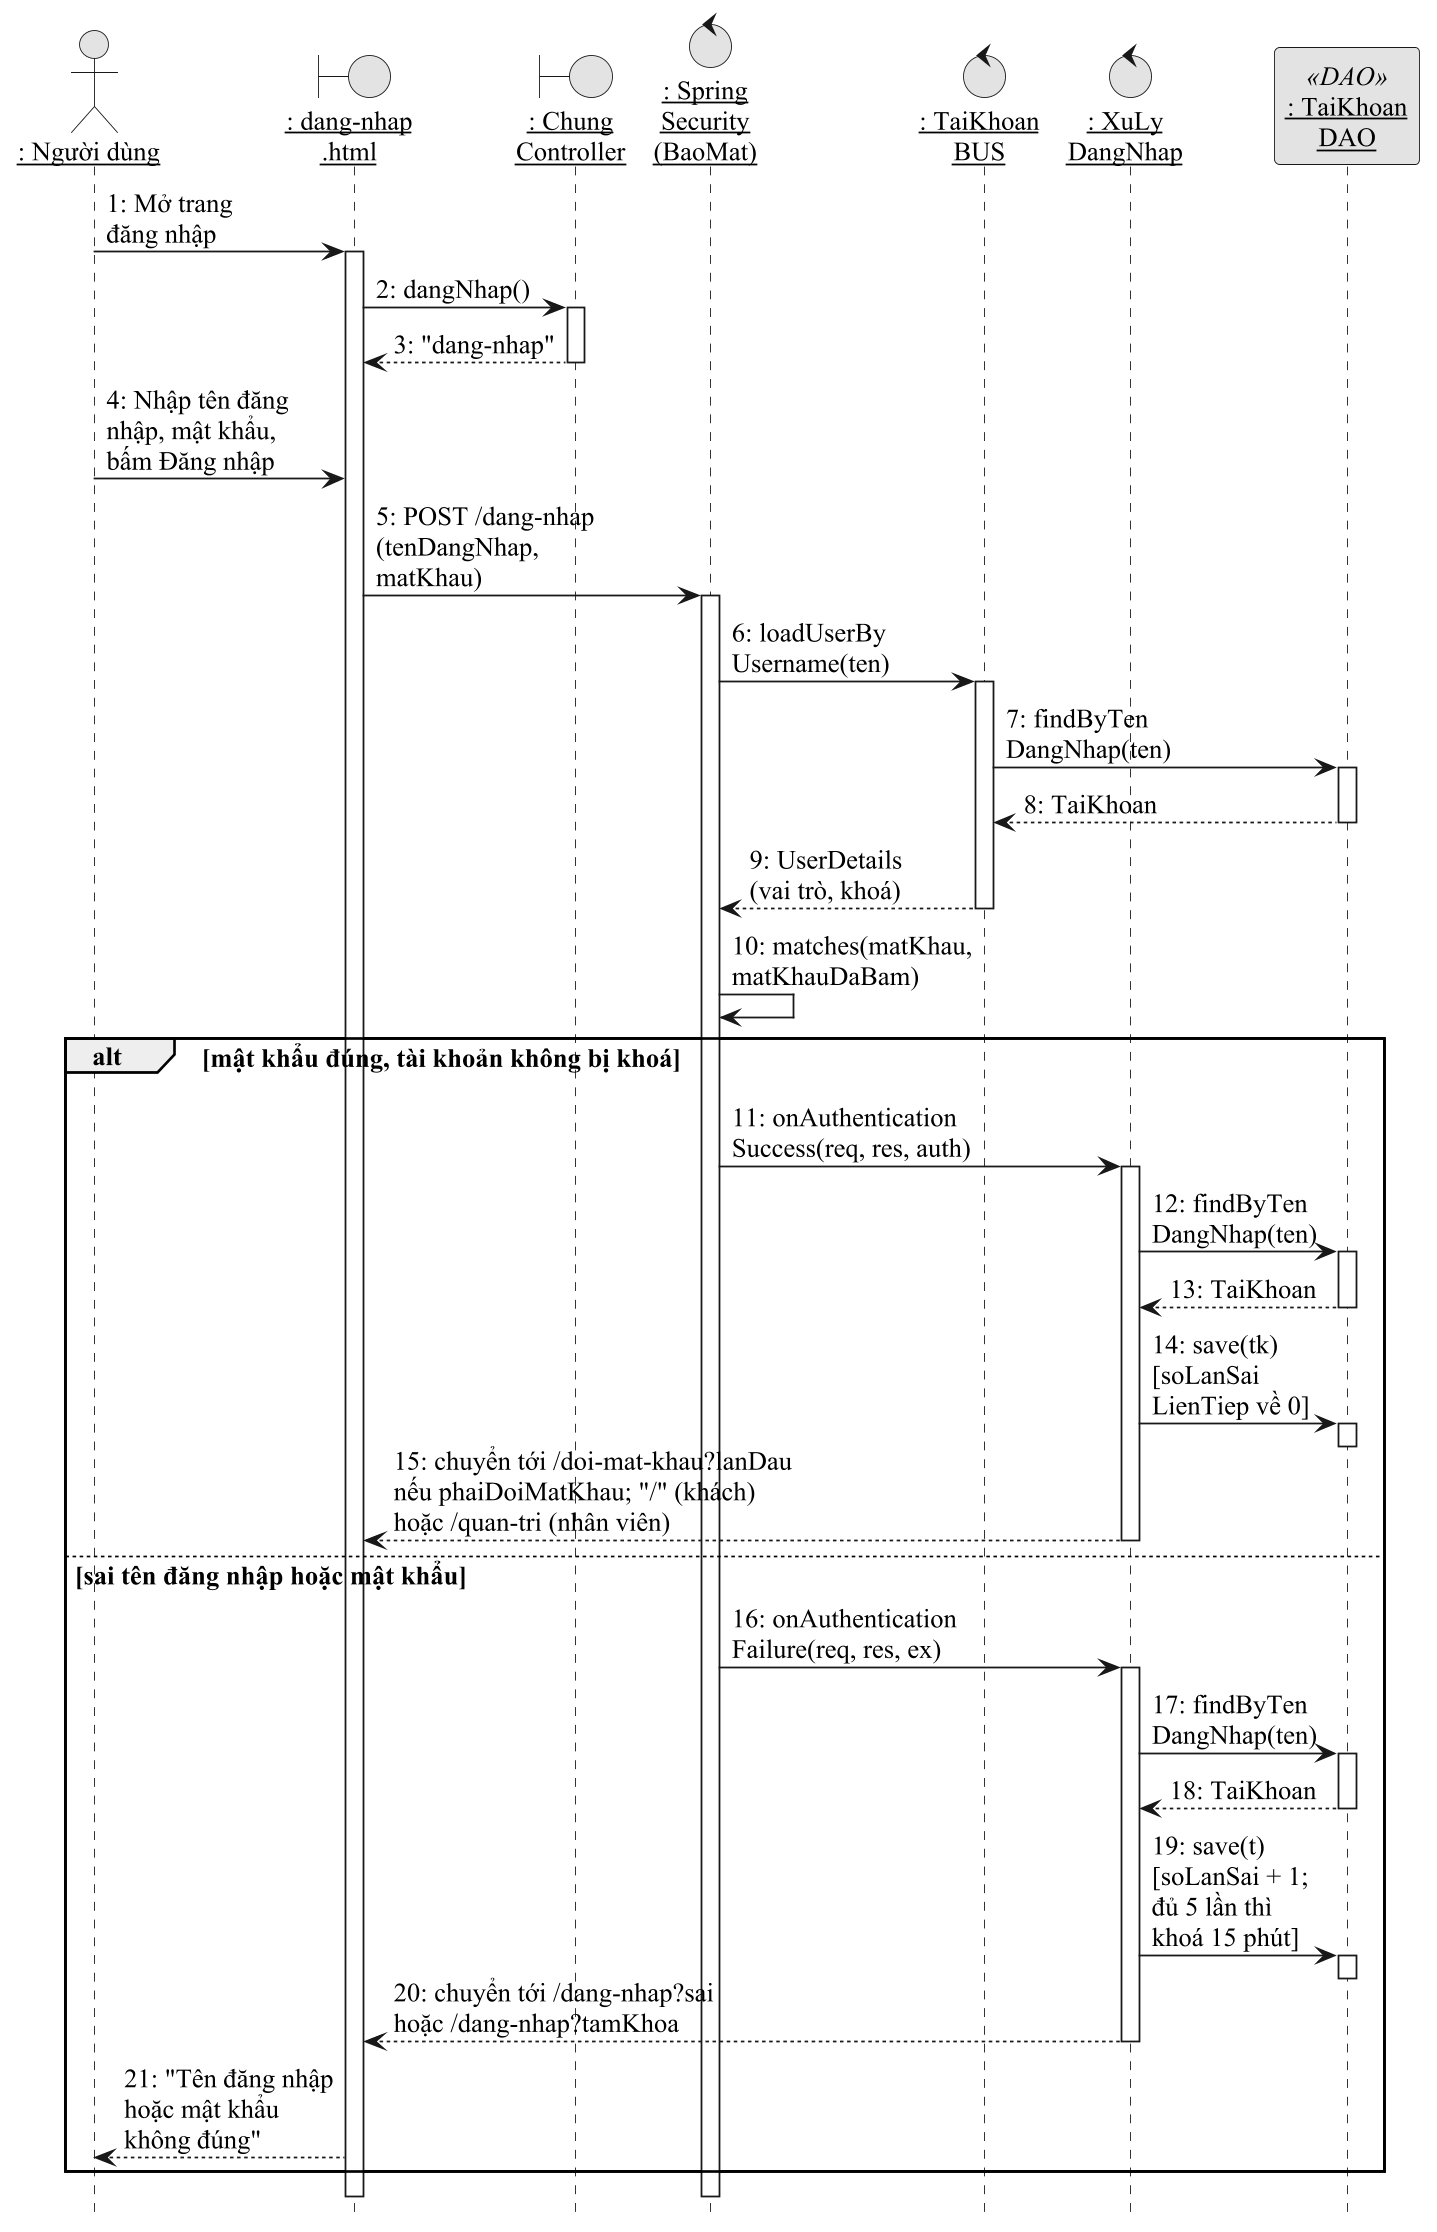 : Người dùng
: dang-nhap
.html
: Chung
Controller
: Spring
Security
(BaoMat)
: TaiKhoan
BUS
: XuLy
DangNhap
«DAO»
: TaiKhoan
DAO
1: Mở trang
đăng nhập
2: dangNhap()
3: "dang-nhap"
4: Nhập tên đăng
nhập, mật khẩu,
bấm Đăng nhập
5: POST /dang-nhap
(tenDangNhap,
matKhau)
6: loadUserBy
Username(ten)
7: findByTen
DangNhap(ten)
8: TaiKhoan
9: UserDetails
(vai trò, khoá)
10: matches(matKhau,
matKhauDaBam)
alt [mật khẩu đúng, tài khoản không bị khoá]
11: onAuthentication
Success(req, res, auth)
12: findByTen
DangNhap(ten)
13: TaiKhoan
14: save(tk)
[soLanSai
LienTiep về 0]
15: chuyển tới /doi-mat-khau?lanDau
nếu phaiDoiMatKhau; "/" (khách)
hoặc /quan-tri (nhân viên)
[sai tên đăng nhập hoặc mật khẩu]
16: onAuthentication
Failure(req, res, ex)
17: findByTen
DangNhap(ten)
18: TaiKhoan
19: save(t)
[soLanSai + 1;
đủ 5 lần thì
khoá 15 phút]
20: chuyển tới /dang-nhap?sai
hoặc /dang-nhap?tamKhoa
21: "Tên đăng nhập
hoặc mật khẩu
không đúng"